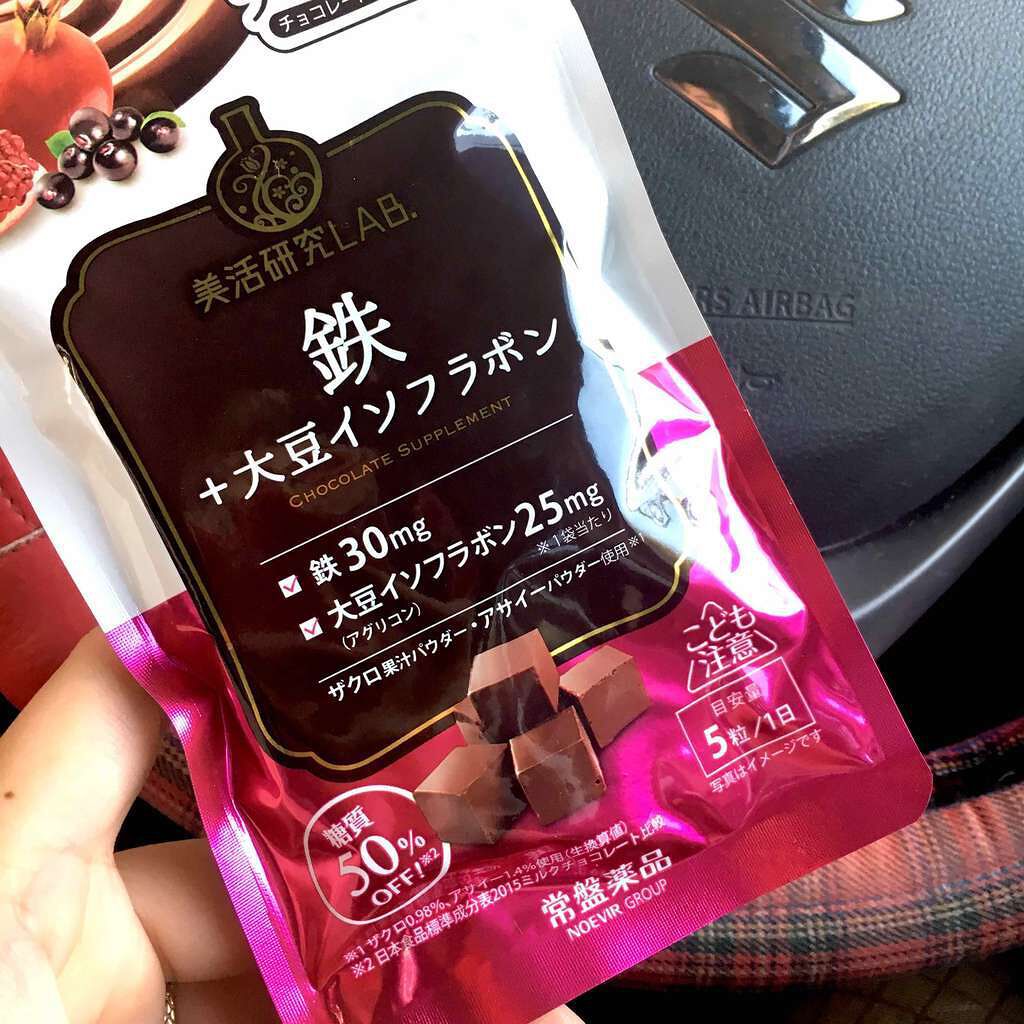 チョコレート
美活研究LAB.
鉄
+大豆イソフラボン
CHOCOLATE SUPPLEMENT
鉄30mg
大豆イソフラボン25mg
(アグリコン)
※1袋当たり
ザクロ果汁パウダー・アサイーパウダー使用※1
こども
注意
目安量
5粒/1日
写真はイメージです
糖質
50%
OFF!※2
※1 ザクロ0.98%、アサイー1.4%使用(生換算値)
※2 日本食品標準成分表2015ミルクチョコレート比較
常盤薬品
NOEVIR GROUP
RS AIRBAG